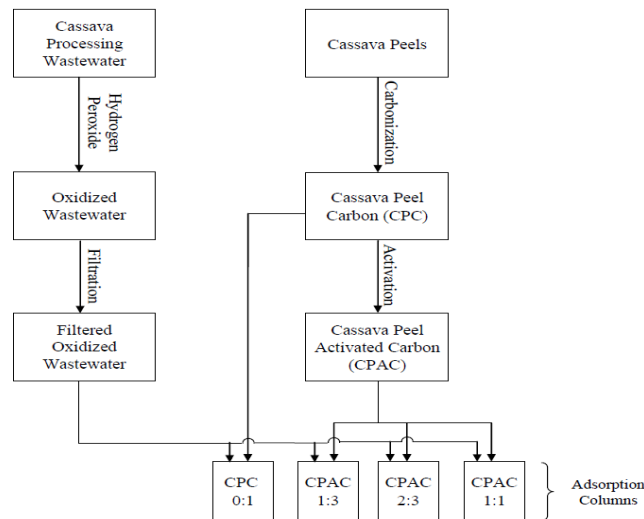 Cassava
Processing
Wastewater
Cassava Peels
Hydrogen
Peroxide
Carbonization
Oxidized
Wastewater
Cassava Peel
Carbon (CPC)
Filtration
Activation
Filtered
Oxidized
Wastewater
Cassava Peel
Activated Carbon
(CPAC)
CPC
0:1
CPAC
1:3
CPAC
2:3
CPAC
1:1
Adsorption
Columns